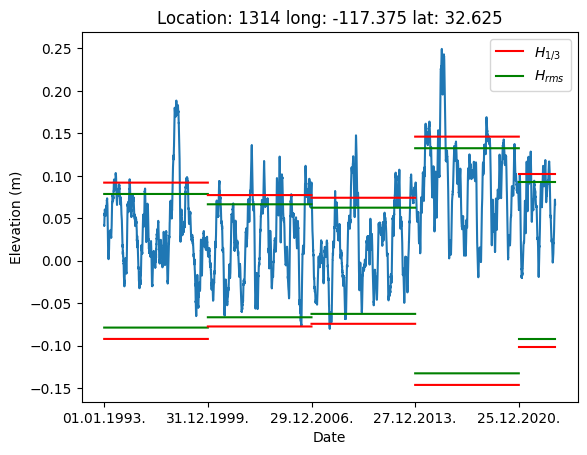 Location: 1314 long: -117.375 lat: 32.625
H1/3
Hrms
Elevation (m)
0.25
0.20
0.15
0.10
0.05
0.00
−0.05
−0.10
−0.15
01.01.1993. 31.12.1999. 29.12.2006. 27.12.2013. 25.12.2020.
Date